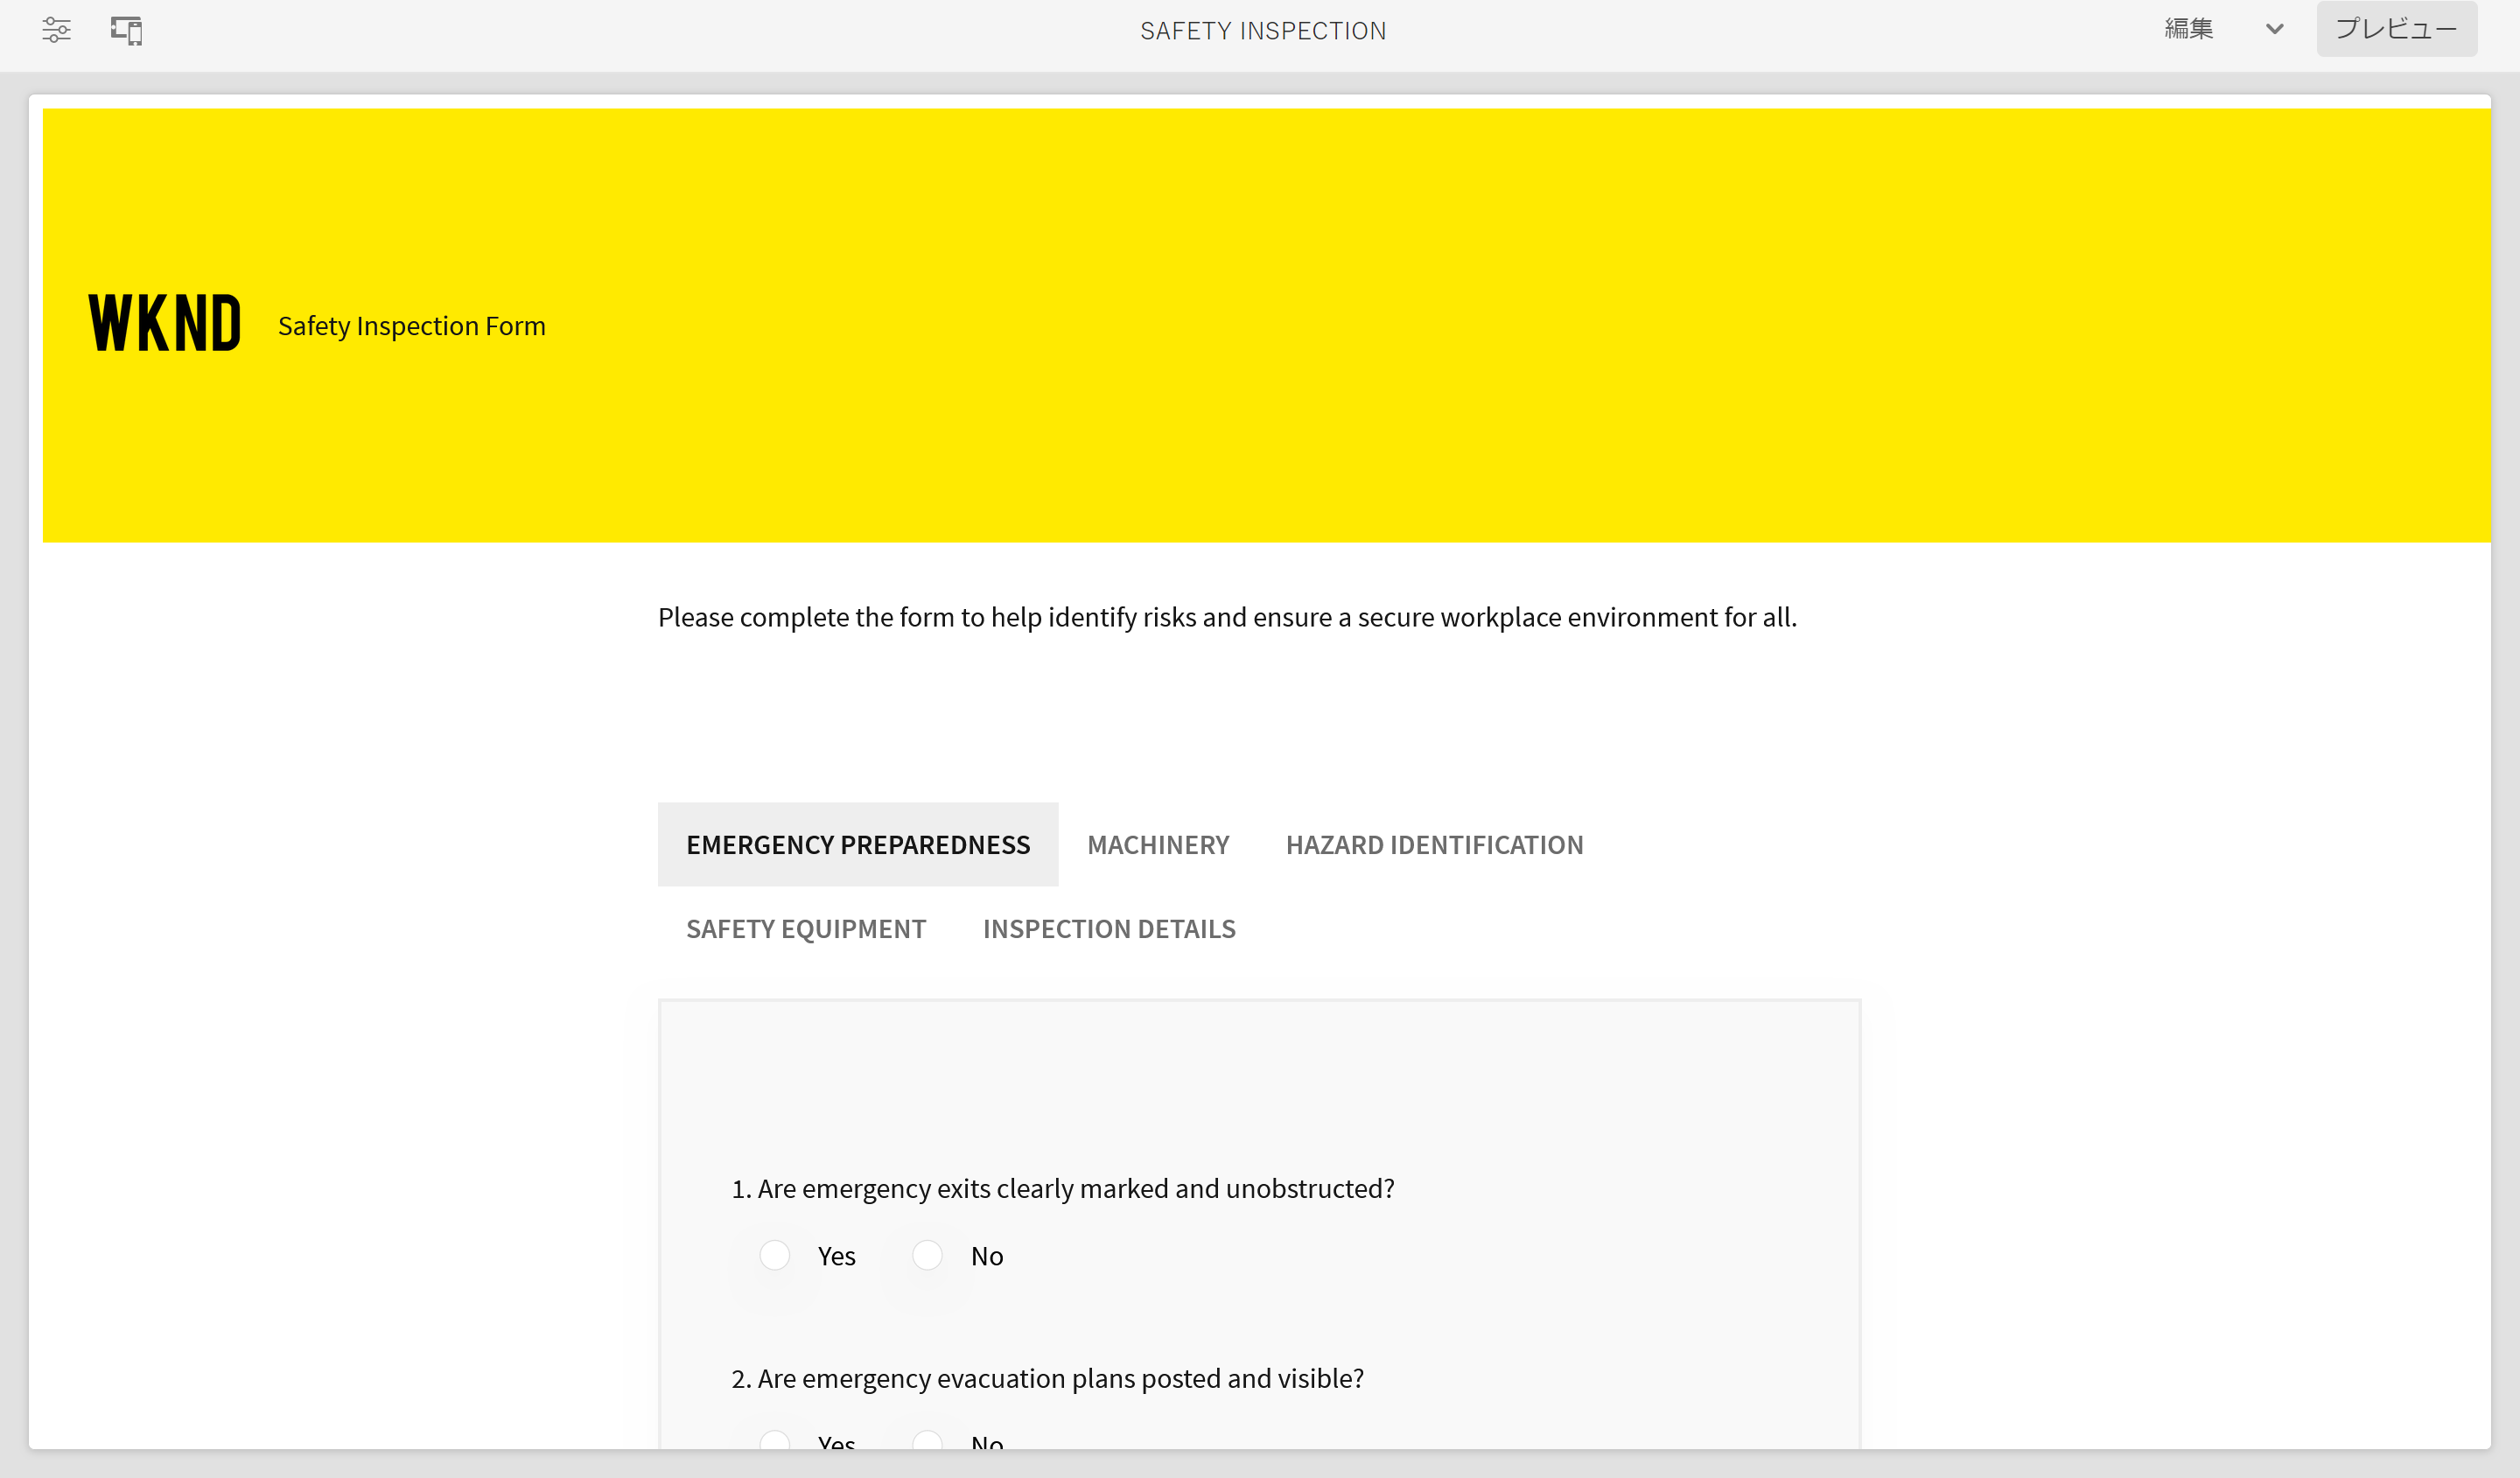 SAFETY INSPECTION
編集
プレビュー
WKND
Safety Inspection Form
Please complete the form to help identify risks and ensure a secure workplace environment for all.
EMERGENCY PREPAREDNESS MACHINERY HAZARD IDENTIFICATION
SAFETY EQUIPMENT INSPECTION DETAILS
1. Are emergency exits clearly marked and unobstructed?
Yes No
2. Are emergency evacuation plans posted and visible?
Yes No